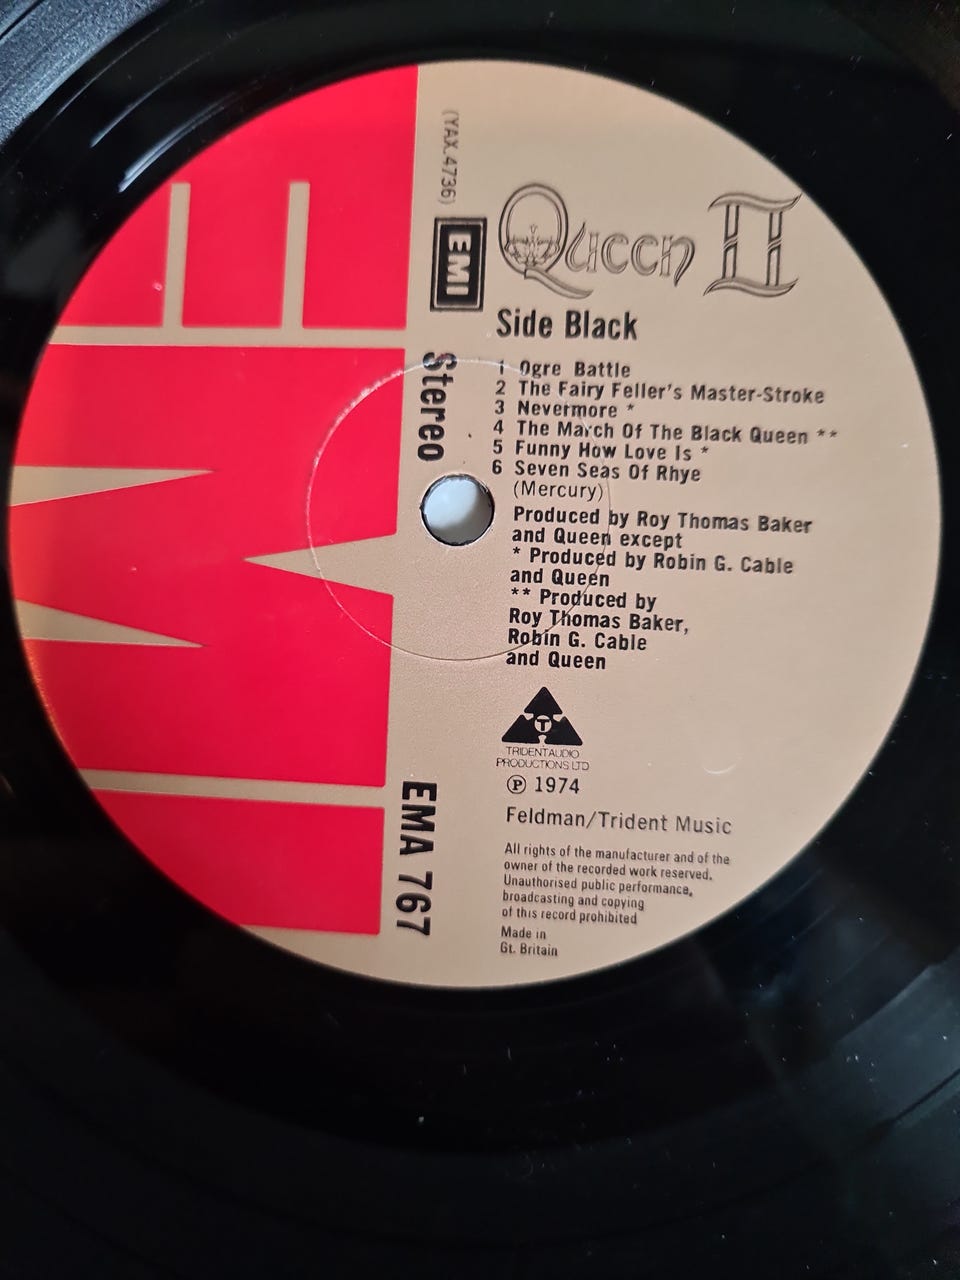 (YAX.4736)
EMI
Stereo
EMA 767
EMI
Queen II
Side Black
1 Ogre Battle
2 The Fairy Feller's Master-Stroke
3 Nevermore *
4 The March Of The Black Queen **
5 Funny How Love Is *
6 Seven Seas Of Rhye
(Mercury)
Produced by Roy Thomas Baker
and Queen except
* Produced by Robin G. Cable
and Queen
** Produced by
Roy Thomas Baker,
Robin G. Cable
and Queen
T
TRIDENT AUDIO
PRODUCTIONS LTD
Ⓟ 1974
Feldman/Trident Music
All rights of the manufacturer and of the
owner of the recorded work reserved.
Unauthorised public performance,
broadcasting and copying
of this record prohibited
Made in
Gt. Britain